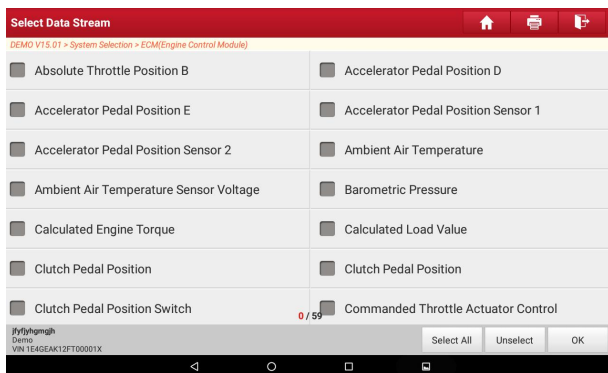 Select Data Stream
DEMO V15.01 > System Selection > ECM(Engine Control Module)
Absolute Throttle Position B
Accelerator Pedal Position D
Accelerator Pedal Position E
Accelerator Pedal Position Sensor 1
Accelerator Pedal Position Sensor 2
Ambient Air Temperature
Ambient Air Temperature Sensor Voltage
Barometric Pressure
Calculated Engine Torque
Calculated Load Value
Clutch Pedal Position
Clutch Pedal Position
Clutch Pedal Position Switch
0 / 59
Commanded Throttle Actuator Control
jfyfjyhgmgjh
Demo
VIN 1E4GEAK12FT00001X
Select All
Unselect
OK